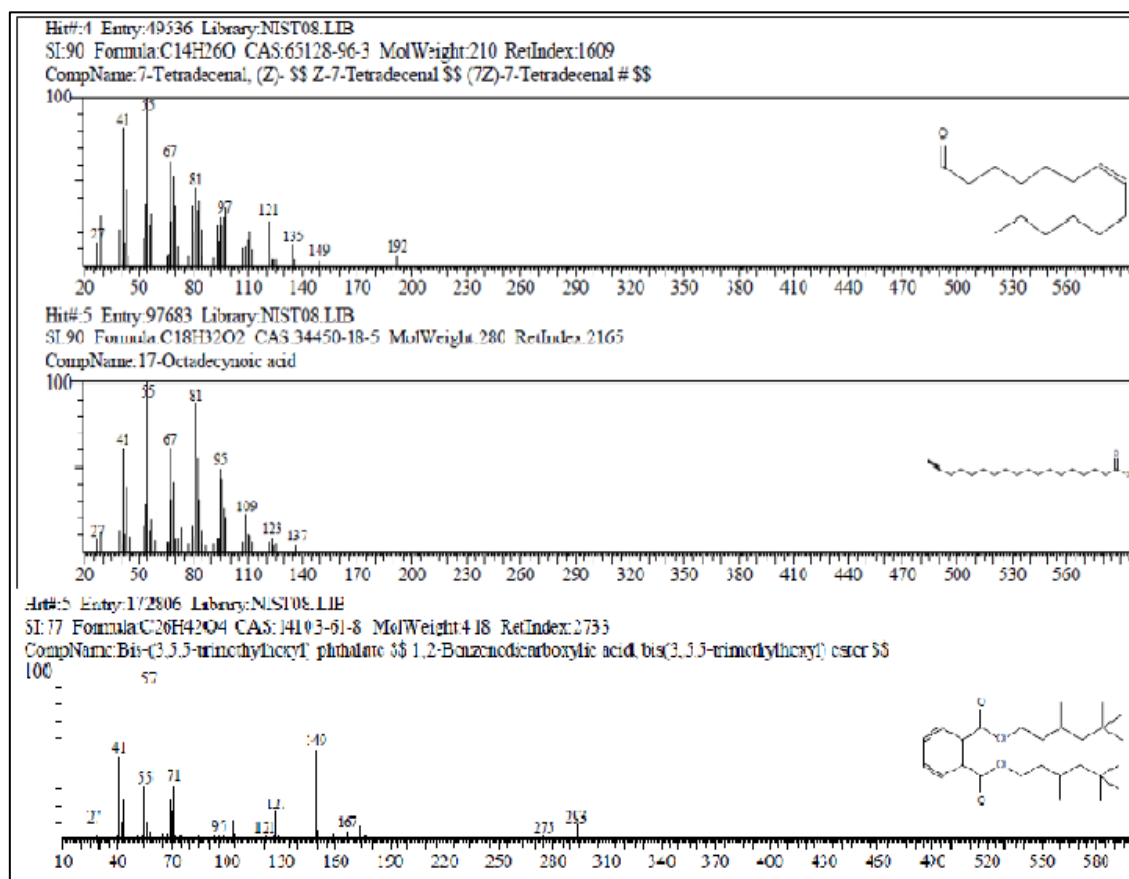 Hit#:4 Entry:49536 Library:NIST08.LIB
SI:90 Formula:C14H26O CAS:65128-96-3 MolWeight:210 RetIndex:1609
CompName:7-Tetradecenal, (Z)- $$ Z-7-Tetradecenal $$ (7Z)-7-Tetradecenal # $$
100
55
41
67
81
97
121
27
135
149
192
O
20 50 80 110 140 170 200 230 260 290 320 350 380 410 440 470 500 530 560
Hit#:5 Entry:97683 Library:NIST08.LIB
SI:90 Formula:C18H32O2 CAS:34450-18-5 MolWeight:280 RetIndex:2165
CompName:17-Octadecynoic acid
100
55
81
41
67
95
109
27
123
137
20 50 80 110 140 170 200 230 260 290 320 350 380 410 440 470 500 530 560
Hit#:5 Entry:172806 Library:NIST08.LIB
SI:77 Formula:C26H42O4 CAS:14103-61-8 MolWeight:418 RetIndex:2733
CompName:Bis-(3,5,5-trimethylhexyl) phthalate $$ 1,2-Benzenedicarboxylic acid, bis(3,5,5-trimethylhexyl) ester $$
100
57
149
41
55
71
27
95
121
167
275
293
O
O
O
O
10 40 70 100 130 160 190 220 250 280 310 340 370 400 430 460 490 520 550 580